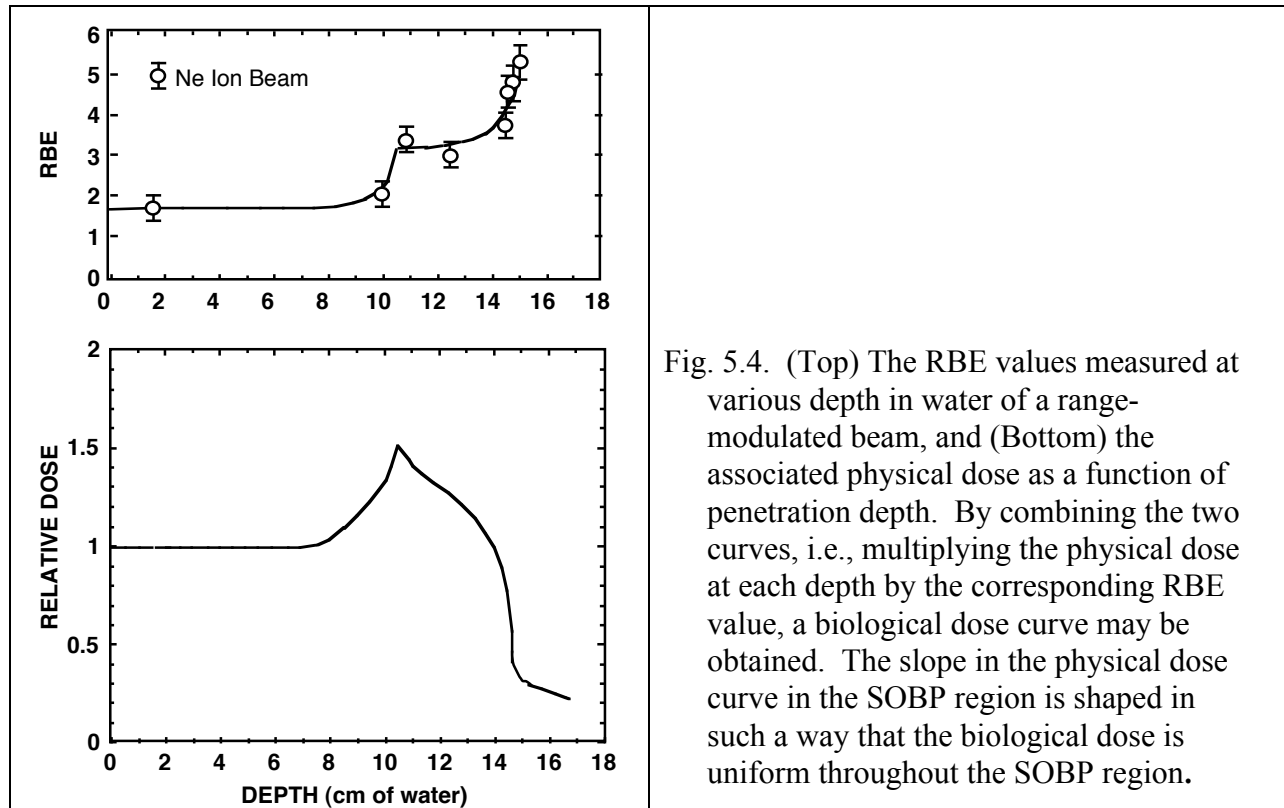 6
5
4
3
2
1
0
RBE
Ne Ion Beam
0 2 4 6 8 10 12 14 16 18
2
1.5
1
0.5
0
RELATIVE DOSE
0 2 4 6 8 10 12 14 16 18
DEPTH (cm of water)
Fig. 5.4. (Top) The RBE values measured at
various depth in water of a range-
modulated beam, and (Bottom) the
associated physical dose as a function of
penetration depth. By combining the two
curves, i.e., multiplying the physical dose
at each depth by the corresponding RBE
value, a biological dose curve may be
obtained. The slope in the physical dose
curve in the SOBP region is shaped in
such a way that the biological dose is
uniform throughout the SOBP region.